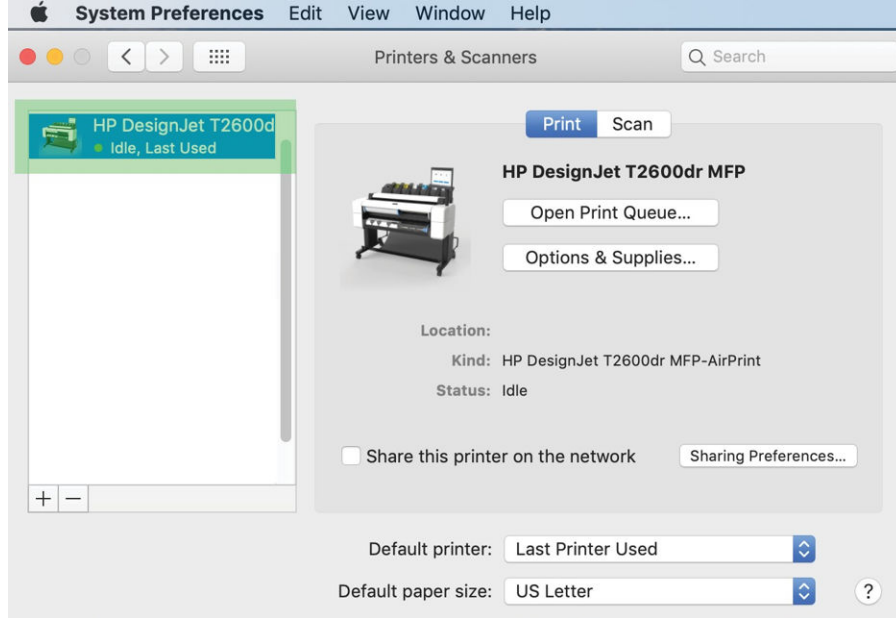 System Preferences Edit View Window Help
Printers & Scanners
Search
HP DesignJet T2600d
Idle, Last Used
Print Scan
HP DesignJet T2600dr MFP
Open Print Queue...
Options & Supplies...
Location:
Kind: HP DesignJet T2600dr MFP-AirPrint
Status: Idle
Share this printer on the network
Sharing Preferences...
+ −
Default printer: Last Printer Used
Default paper size: US Letter
?